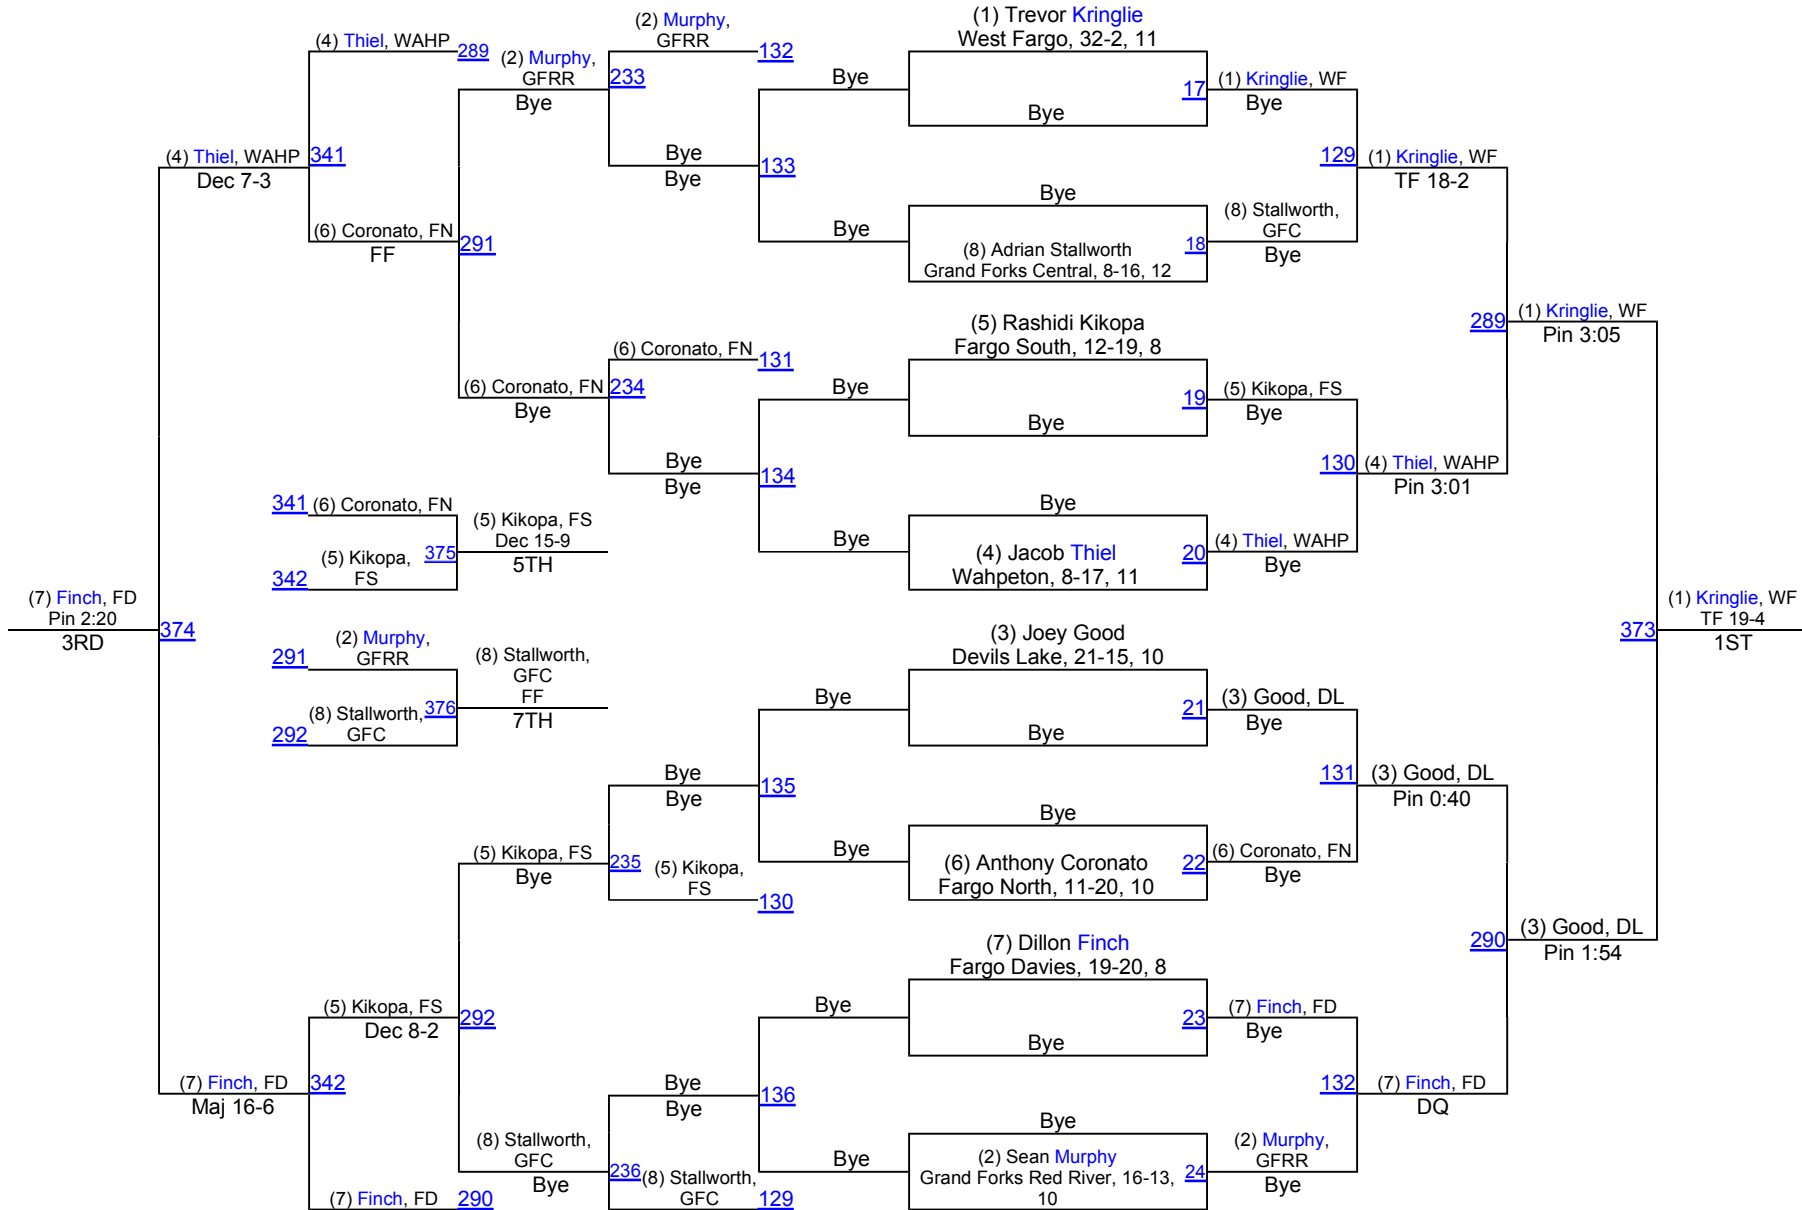 (1) Trevor Kringlie
West Fargo, 32-2, 11
Bye
17
Bye
(1) Kringlie, WF
Bye
129
(1) Kringlie, WF
TF 18-2
Bye
(8) Adrian Stallworth
Grand Forks Central, 8-16, 12
18
Bye
(8) Stallworth,
GFC
Bye
289
(1) Kringlie, WF
Pin 3:05
(5) Rashidi Kikopa
Fargo South, 12-19, 8
Bye
19
Bye
(5) Kikopa, FS
Bye
130
(4) Thiel, WAHP
Pin 3:01
Bye
(4) Jacob Thiel
Wahpeton, 8-17, 11
20
Bye
(4) Thiel, WAHP
Bye
373
(1) Kringlie, WF
TF 19-4
1ST
(3) Joey Good
Devils Lake, 21-15, 10
Bye
21
Bye
(3) Good, DL
Bye
131
(3) Good, DL
Pin 0:40
Bye
(6) Anthony Coronato
Fargo North, 11-20, 10
22
Bye
(6) Coronato, FN
Bye
290
(3) Good, DL
Pin 1:54
(7) Dillon Finch
Fargo Davies, 19-20, 8
Bye
23
Bye
(7) Finch, FD
Bye
132
(7) Finch, FD
DQ
Bye
(2) Sean Murphy
Grand Forks Red River, 16-13,
10
24
Bye
(2) Murphy,
GFRR
Bye
(4) Thiel, WAHP
289
(2) Murphy,
GFRR
Bye
233
(2) Murphy,
GFRR
132
Bye
Bye
133
(4) Thiel, WAHP
Dec 7-3
341
(6) Coronato, FN
FF
291
(6) Coronato, FN
Bye
234
(6) Coronato, FN
131
Bye
Bye
134
341
(6) Coronato, FN
(5) Kikopa,
FS
342
375
(5) Kikopa, FS
Dec 15-9
5TH
(7) Finch, FD
Pin 2:20
3RD
374
291
(2) Murphy,
GFRR
(8) Stallworth,
GFC
292
376
(8) Stallworth,
GFC
FF
7TH
Bye
Bye
135
(5) Kikopa, FS
Bye
235
(5) Kikopa,
FS
130
(5) Kikopa, FS
Dec 8-2
292
(7) Finch, FD
Maj 16-6
342
Bye
Bye
136
(8) Stallworth,
GFC
Bye
236
(8) Stallworth,
GFC
129
(7) Finch, FD
290